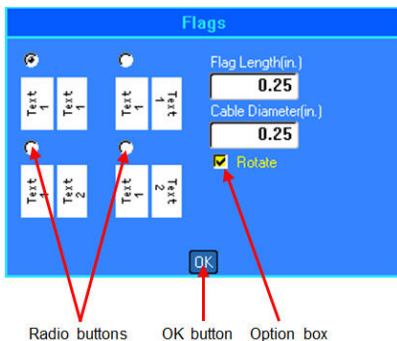 Flags
Flag Length(in.)
0.25
Cable Diameter(in.)
0.25
Rotate
Text 1
Text 1
Text 1
Text 1
Text 1
Text 2
Text 1
Text 2
OK
Radio buttons
OK button
Option box